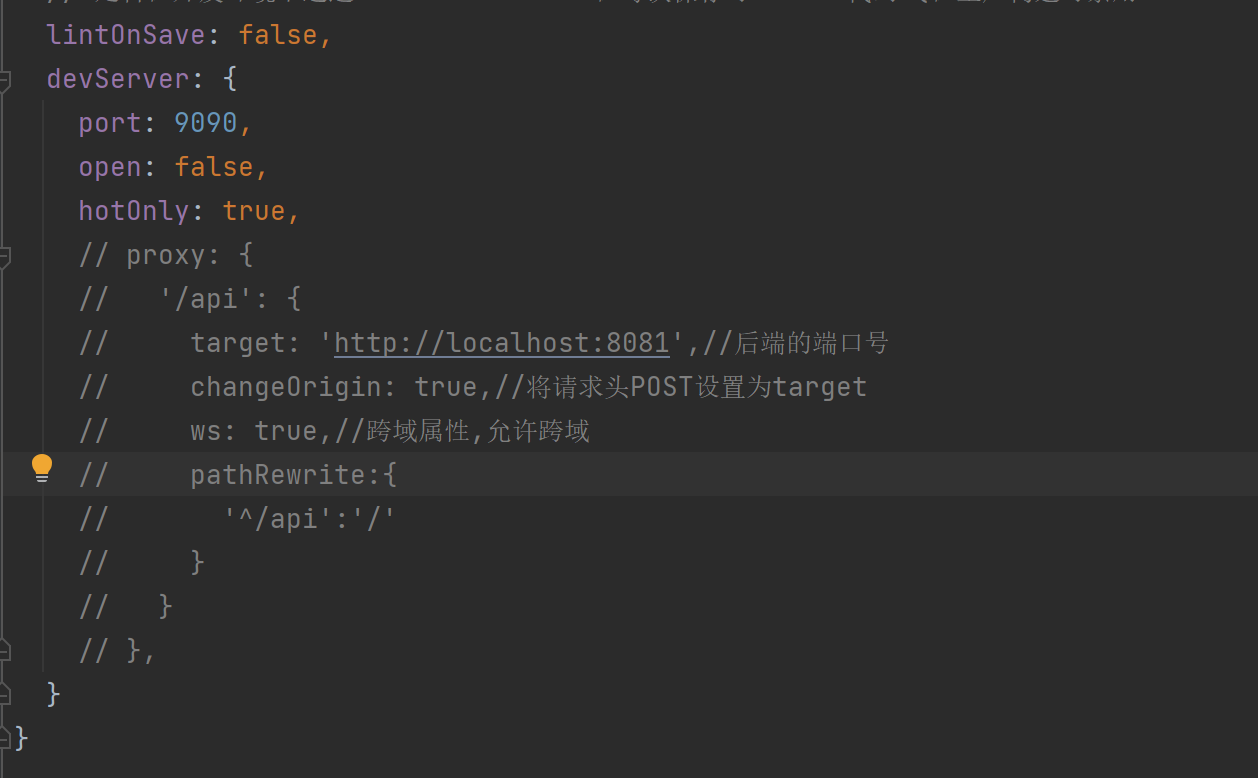 lintOnSave: false,
devServer: {
port: 9090,
open: false,
hotOnly: true,
// proxy: {
//   '/api': {
//     target: 'http://localhost:8081',//后端的端口号
//     changeOrigin: true,//将请求头POST设置为target
//     ws: true,//跨域属性,允许跨域
//     pathRewrite:{
//       '^/api':'/'
//     }
//   }
// },
}
}